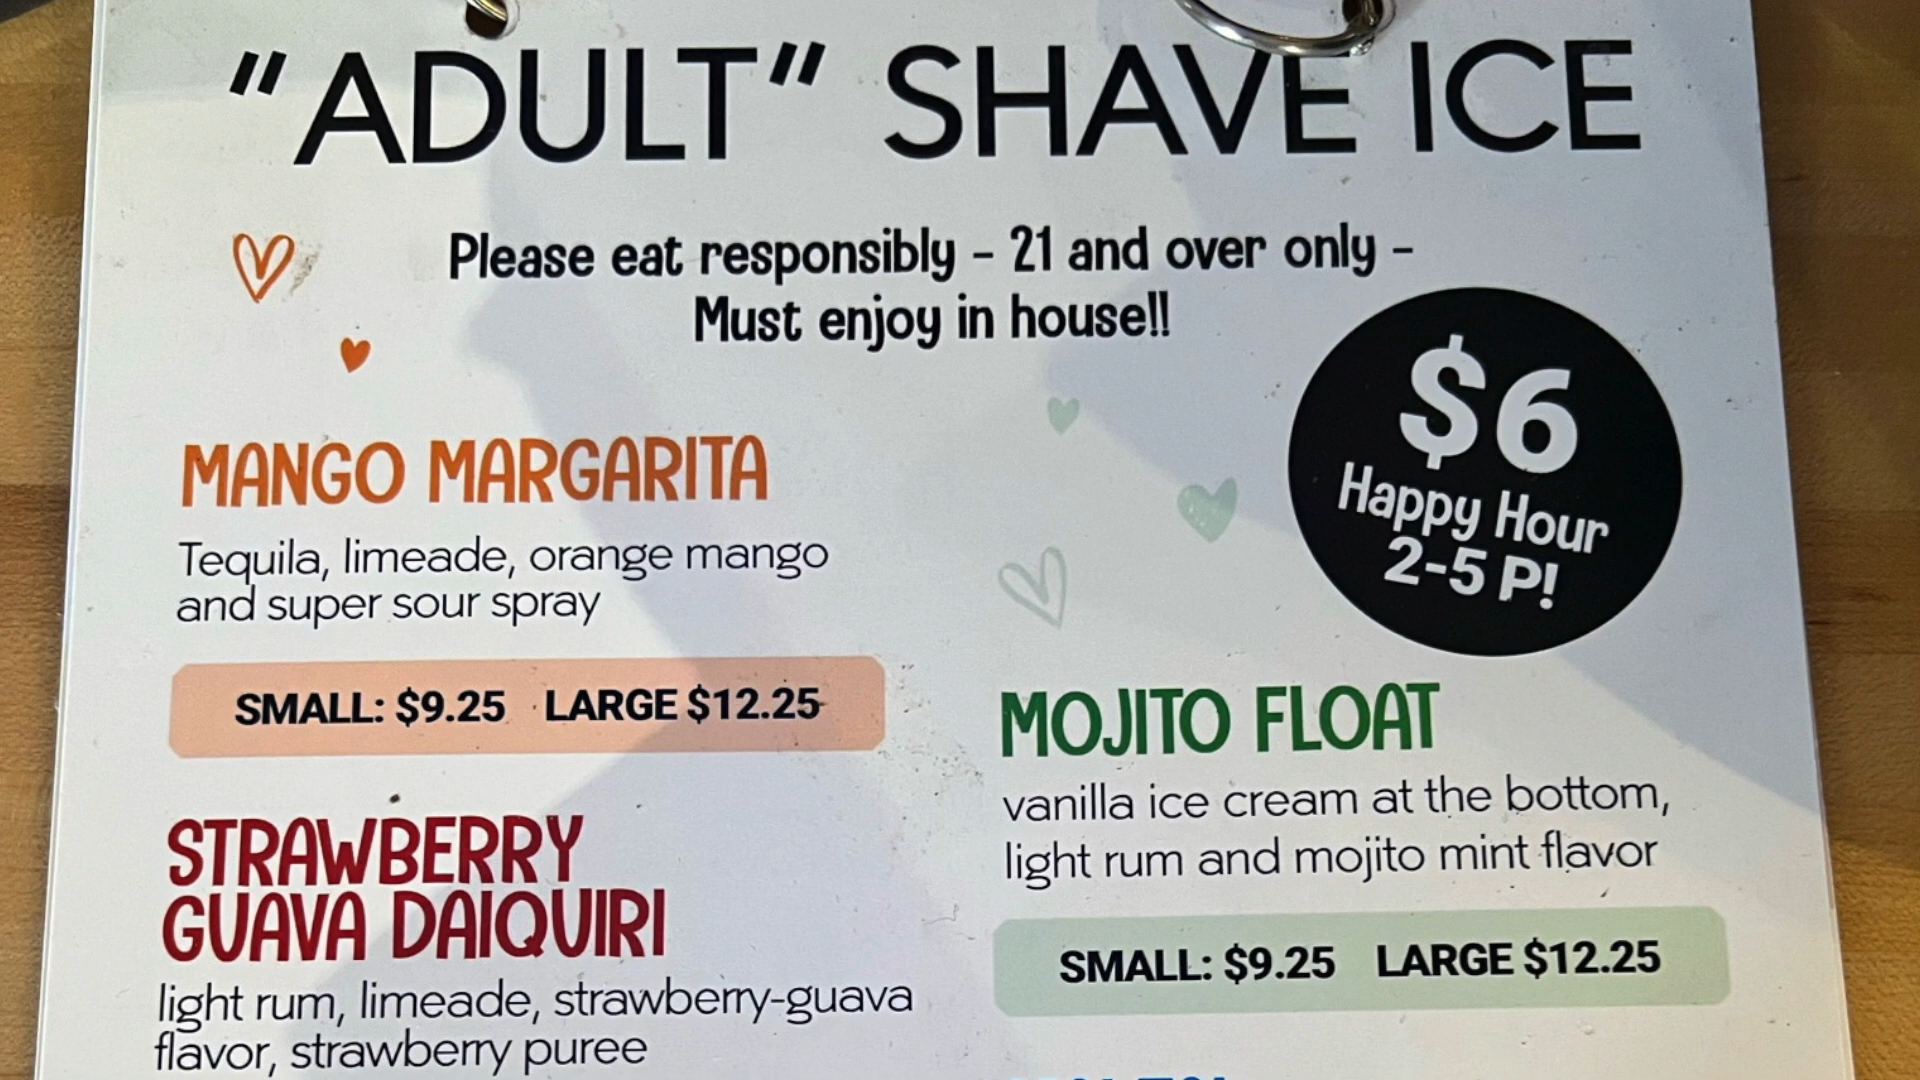 "ADULT" SHAVE ICE
Please eat responsibly - 21 and over only -
Must enjoy in house!!
$6
Happy Hour
2-5 P!
MANGO MARGARITA
Tequila, limeade, orange mango
and super sour spray
SMALL: $9.25 LARGE $12.25
STRAWBERRY
GUAVA DAIQUIRI
light rum, limeade, strawberry-guava
flavor, strawberry puree
MOJITO FLOAT
vanilla ice cream at the bottom,
light rum and mojito mint flavor
SMALL: $9.25 LARGE $12.25